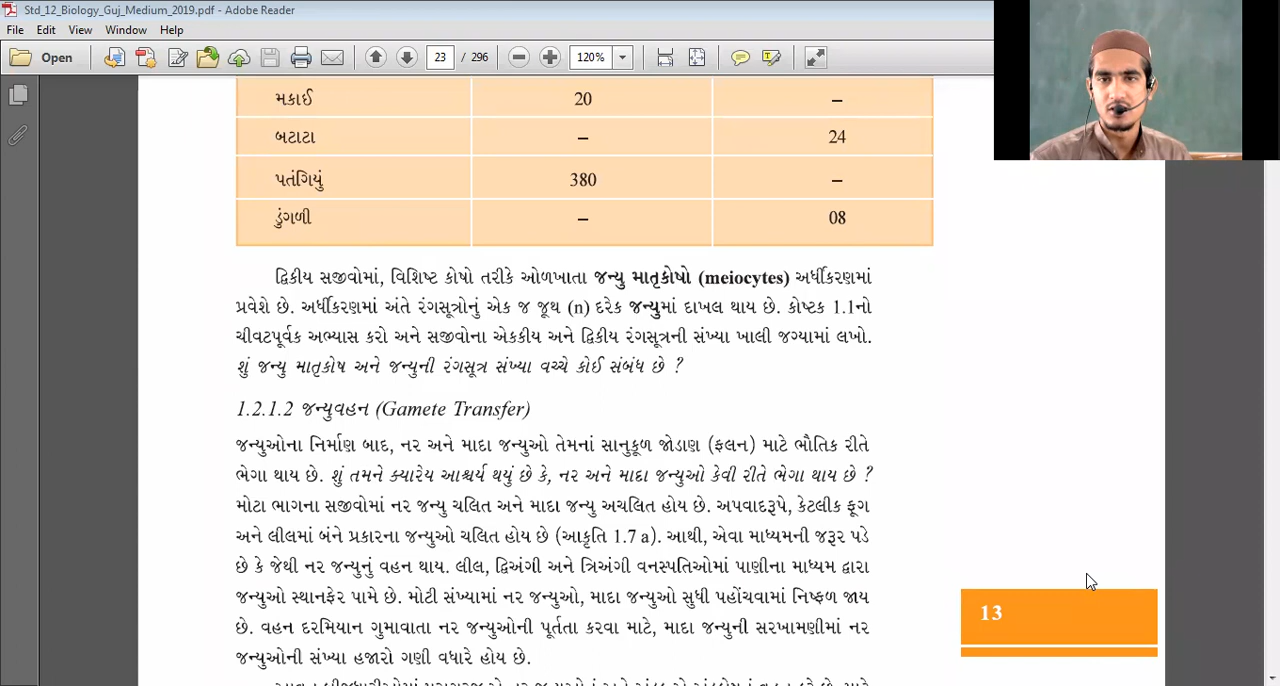 Std_12_Biology_Guj_Medium_2019.pdf - Adobe Reader
File Edit View Window Help
Open 23 / 296 120%
મકાઈ 20 –
બટાટા – 24
પતંગિયું 380 –
ડુંગળી – 08
દ્વિકીય સજીવોમાં, વિશિષ્ટ કોષો તરીકે ઓળખાતા જન્યુ માતૃકોષો (meiocytes) અર્ધીકરણમાં
પ્રવેશે છે. અર્ધીકરણમાં અંતે રંગસૂત્રોનું એક જ જૂથ (n) દરેક જન્યુમાં દાખલ થાય છે. કોષ્ટક 1.1નો
ચીવટપૂર્વક અભ્યાસ કરો અને સજીવોના એકકીય અને દ્વિકીય રંગસૂત્રની સંખ્યા ખાલી જગ્યામાં લખો.
શું જન્યુ માતૃકોષ અને જન્યુની રંગસૂત્ર સંખ્યા વચ્ચે કોઈ સંબંધ છે ?
1.2.1.2 જન્યુવહન (Gamete Transfer)
જન્યુઓના નિર્માણ બાદ, નર અને માદા જન્યુઓ તેમનાં સાનુકૂળ જોડાણ (ફલન) માટે ભૌતિક રીતે
ભેગા થાય છે. શું તમને ક્યારેય આશ્ચર્ય થયું છે કે, નર અને માદા જન્યુઓ કેવી રીતે ભેગા થાય છે ?
મોટા ભાગના સજીવોમાં નર જન્યુ ચલિત અને માદા જન્યુ અચલિત હોય છે. અપવાદરૂપે, કેટલીક ફૂગ
અને લીલમાં બંને પ્રકારના જન્યુઓ ચલિત હોય છે (આકૃતિ 1.7 a). આથી, એવા માધ્યમની જરૂર પડે
છે કે જેથી નર જન્યુનું વહન થાય. લીલ, દ્વિઅંગી અને ત્રિઅંગી વનસ્પતિઓમાં પાણીના માધ્યમ દ્વારા
જન્યુઓ સ્થાનફેર પામે છે. મોટી સંખ્યામાં નર જન્યુઓ, માદા જન્યુઓ સુધી પહોંચવામાં નિષ્ફળ જાય
છે. વહન દરમિયાન ગુમાવાતા નર જન્યુઓની પૂર્તતા કરવા માટે, માદા જન્યુની સરખામણીમાં નર
જન્યુઓની સંખ્યા હજારો ગણી વધારે હોય છે.
13